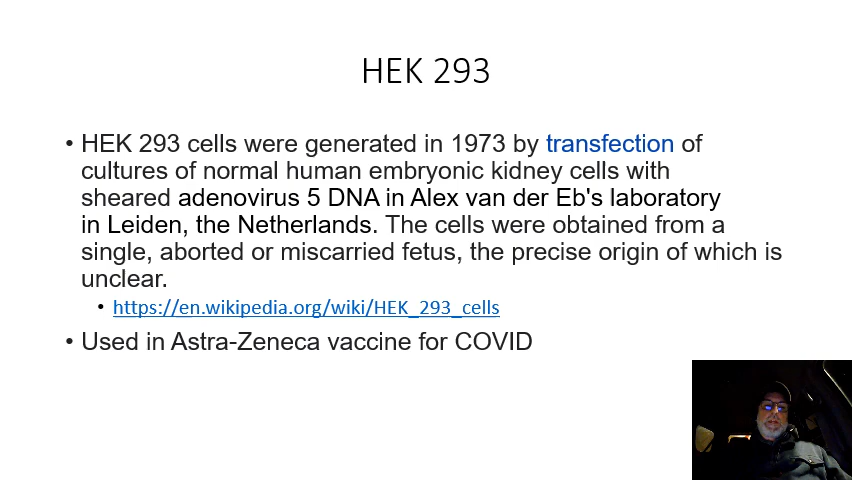 HEK 293
• HEK 293 cells were generated in 1973 by transfection of
cultures of normal human embryonic kidney cells with
sheared adenovirus 5 DNA in Alex van der Eb's laboratory
in Leiden, the Netherlands. The cells were obtained from a
single, aborted or miscarried fetus, the precise origin of which is
unclear.
• https://en.wikipedia.org/wiki/HEK_293_cells
• Used in Astra-Zeneca vaccine for COVID